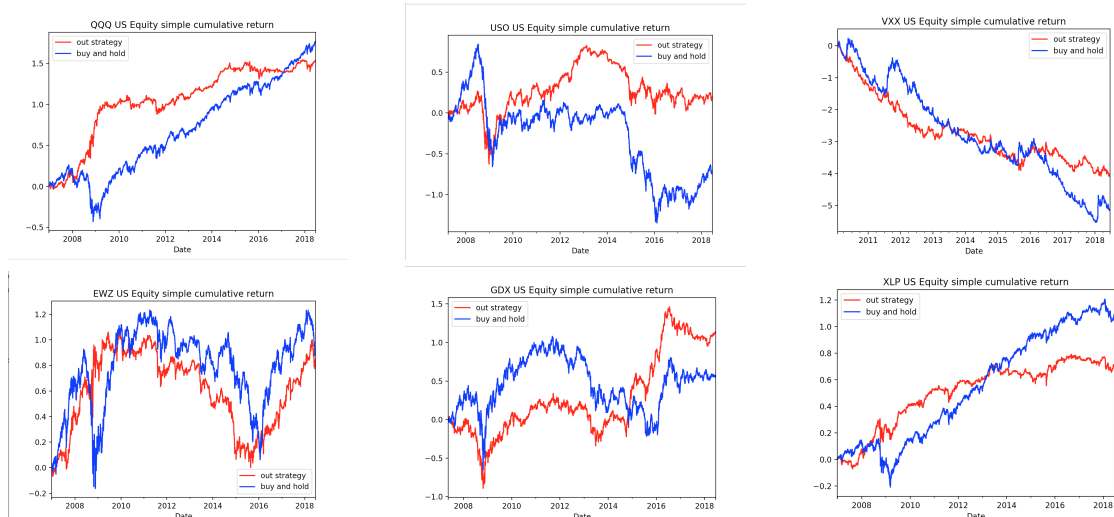 QQQ US Equity simple cumulative return
out strategy
buy and hold
1.5
1.0
0.5
0.0
−0.5
2008 2010 2012 2014 2016 2018
Date
USO US Equity simple cumulative return
out strategy
buy and hold
0.5
0.0
−0.5
−1.0
2008 2010 2012 2014 2016 2018
Date
VXX US Equity simple cumulative return
out strategy
buy and hold
0
−1
−2
−3
−4
−5
2011 2012 2013 2014 2015 2016 2017 2018
Date
EWZ US Equity simple cumulative return
1.2
1.0
0.8
0.6
0.4
0.2
0.0
−0.2
out strategy
buy and hold
2008 2010 2012 2014 2016 2018
Date
GDX US Equity simple cumulative return
out strategy
buy and hold
1.5
1.0
0.5
0.0
−0.5
−1.0
2008 2010 2012 2014 2016 2018
Date
XLP US Equity simple cumulative return
out strategy
buy and hold
1.2
1.0
0.8
0.6
0.4
0.2
0.0
−0.2
2008 2010 2012 2014 2016 2018
Date